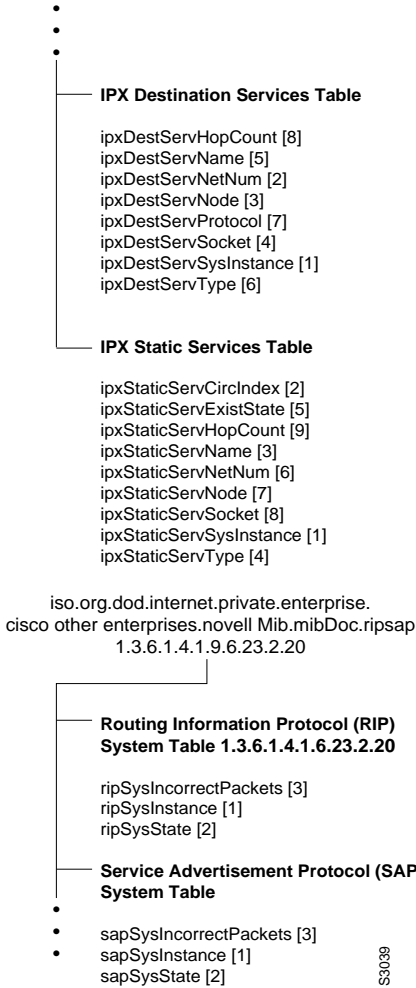 IPX Destination Services Table
ipxDestServHopCount [8]
ipxDestServName [5]
ipxDestServNetNum [2]
ipxDestServNode [3]
ipxDestServProtocol [7]
ipxDestServSocket [4]
ipxDestServSysInstance [1]
ipxDestServType [6]
IPX Static Services Table
ipxStaticServCircIndex [2]
ipxStaticServExistState [5]
ipxStaticServHopCount [9]
ipxStaticServName [3]
ipxStaticServNetNum [6]
ipxStaticServNode [7]
ipxStaticServSocket [8]
ipxStaticServSysInstance [1]
ipxStaticServType [4]
iso.org.dod.internet.private.enterprise.
cisco other enterprises.novell Mib.mibDoc.ripsap
1.3.6.1.4.1.9.6.23.2.20
Routing Information Protocol (RIP)
System Table 1.3.6.1.4.1.6.23.2.20
ripSysIncorrectPackets [3]
ripSysInstance [1]
ripSysState [2]
Service Advertisement Protocol (SAP
System Table
sapSysIncorrectPackets [3]
sapSysInstance [1]
sapSysState [2]
S3039